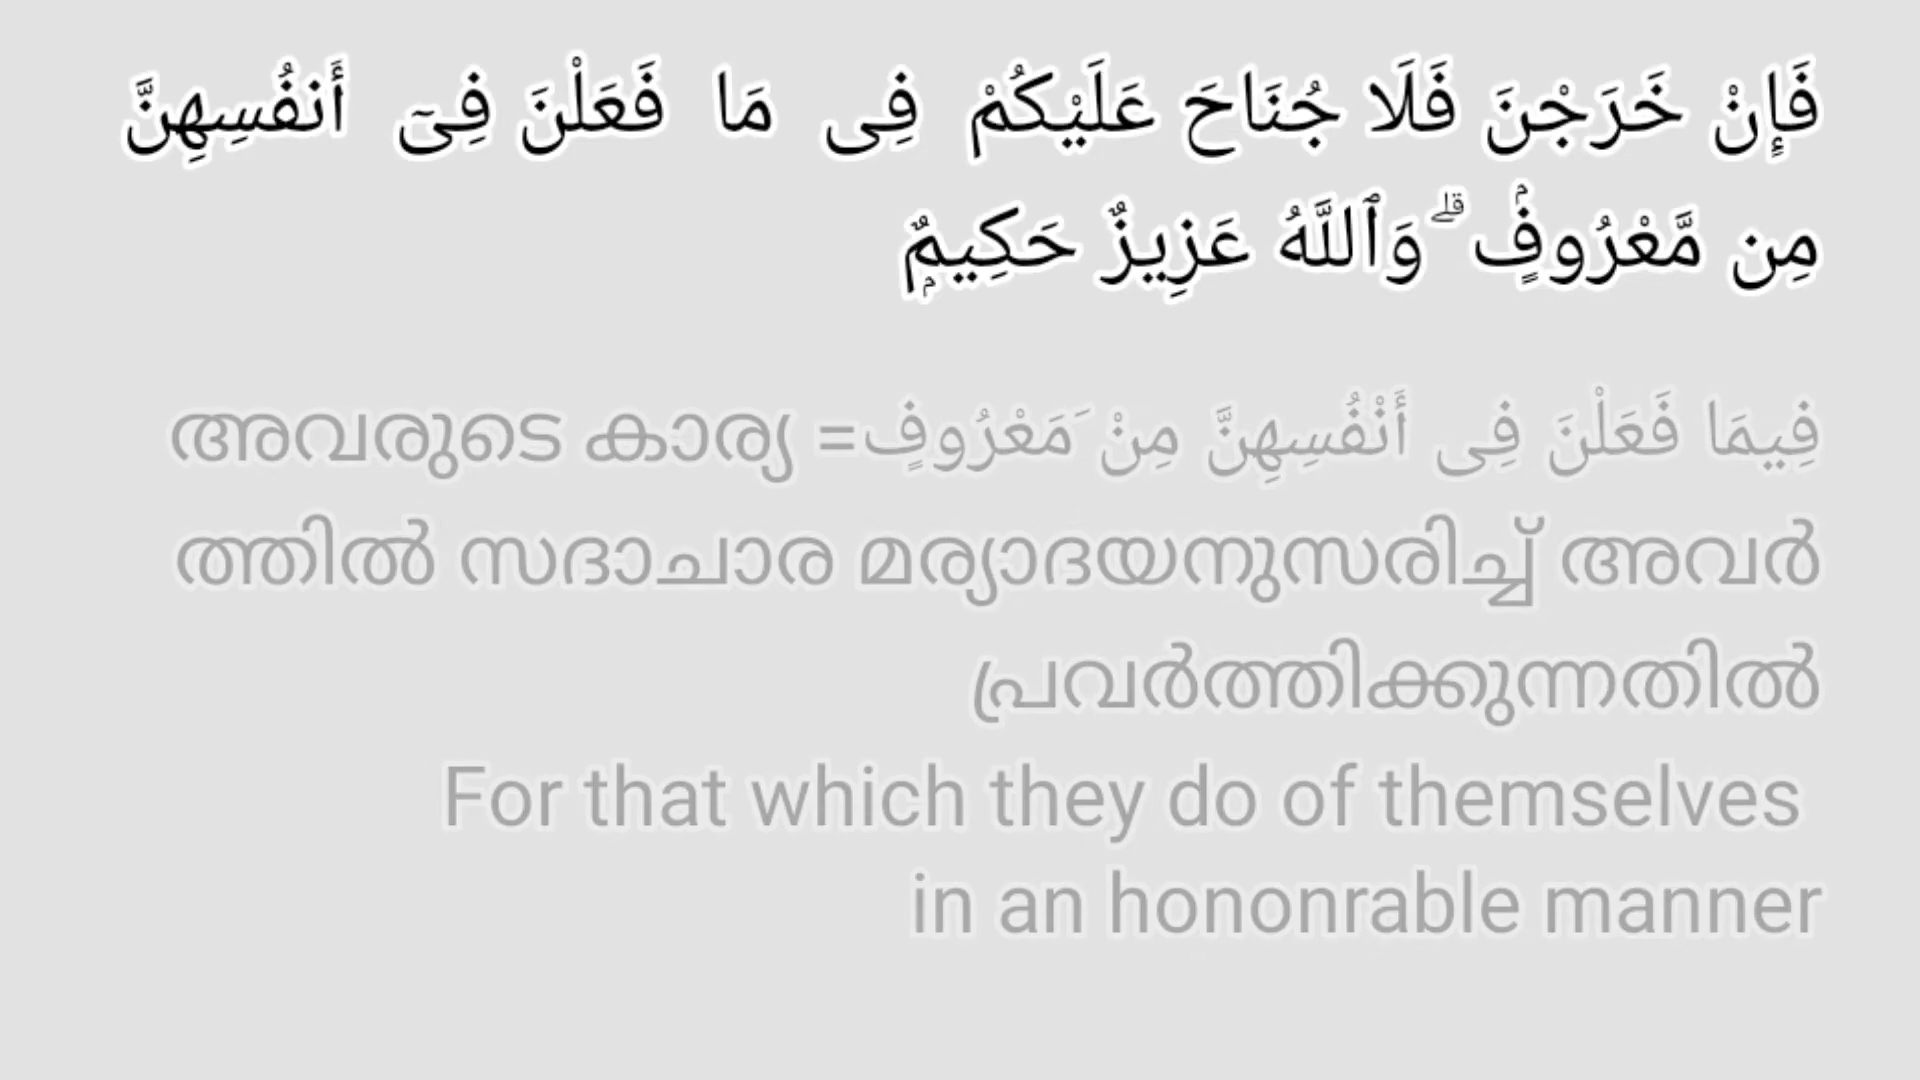 فَإِنْ خَرَجْنَ فَلَا جُنَاحَ عَلَيْكُمْ فِى مَا فَعَلْنَ فِىٓ أَنفُسِهِنَّ
مِن مَّعْرُوفٍۢ ۗ وَٱللَّهُ عَزِيزٌ حَكِيمٌۭ
فِيمَا فَعَلْنَ فِى أَنْفُسِهِنَّ مِنْ َمَعْرُوفٍ= അവരുടെ കാര്യ
ത്തിൽ സദാചാര മര്യാദയനുസരിച്ച് അവർ
പ്രവർത്തിക്കുന്നതിൽ
For that which they do of themselves
in an hononrable manner